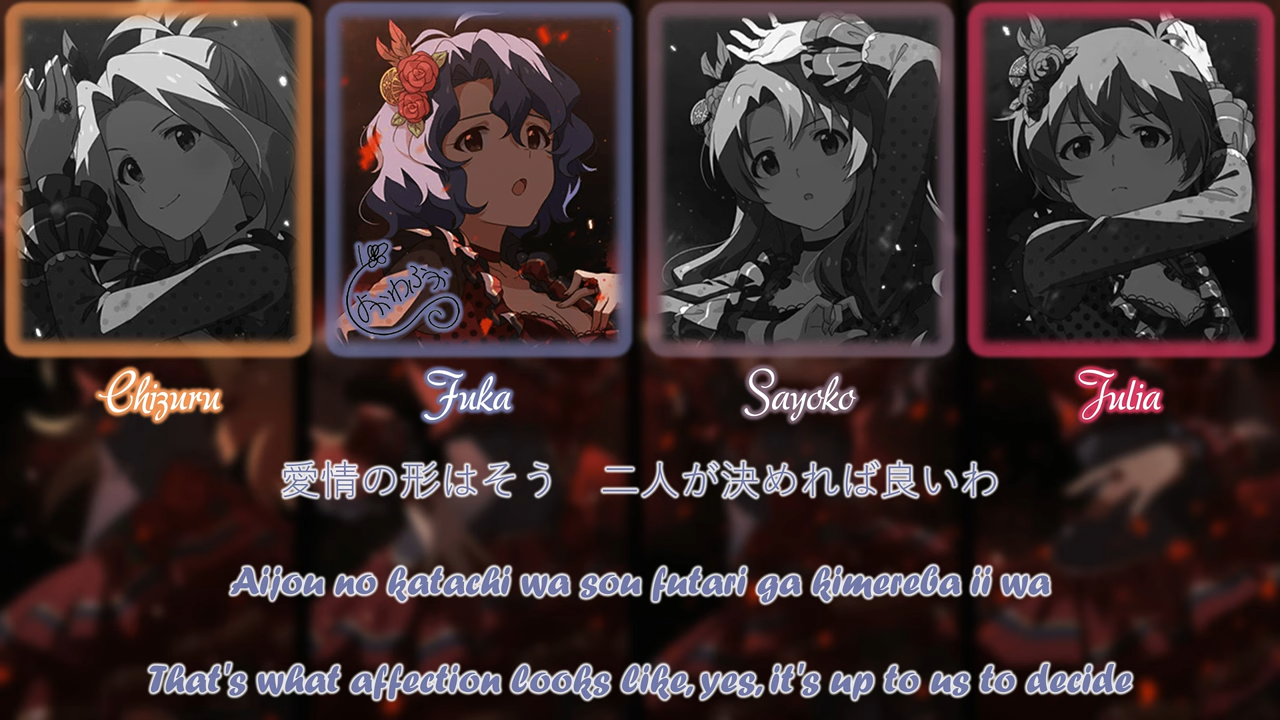 Chizuru
Fuka
Sayoko
Julia
愛情の形はそう　二人が決めれば良いわ
Aijou no katachi wa sou futari ga kimereba ii wa
That's what affection looks like, yes, it's up to us to decide